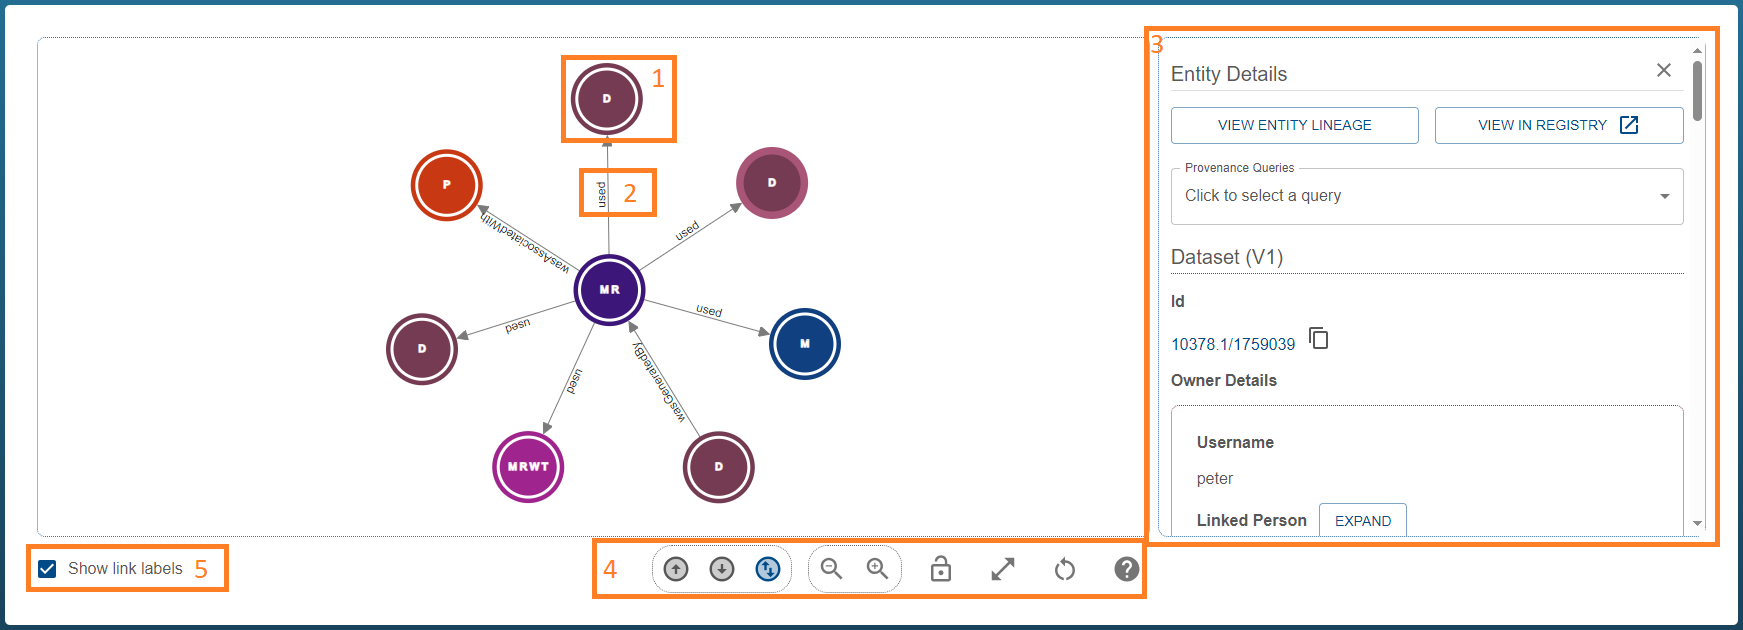 D
1
P
D
used
2
wasAssociatedWith
used
MR
D
used
used
M
used
wasGeneratedBy
MRWT
D
3
Entity Details
VIEW ENTITY LINEAGE
VIEW IN REGISTRY
Provenance Queries
Click to select a query
Dataset (V1)
Id
10378.1/1759039
Owner Details
Username
peter
Linked Person EXPAND
Show link labels 5
4
?